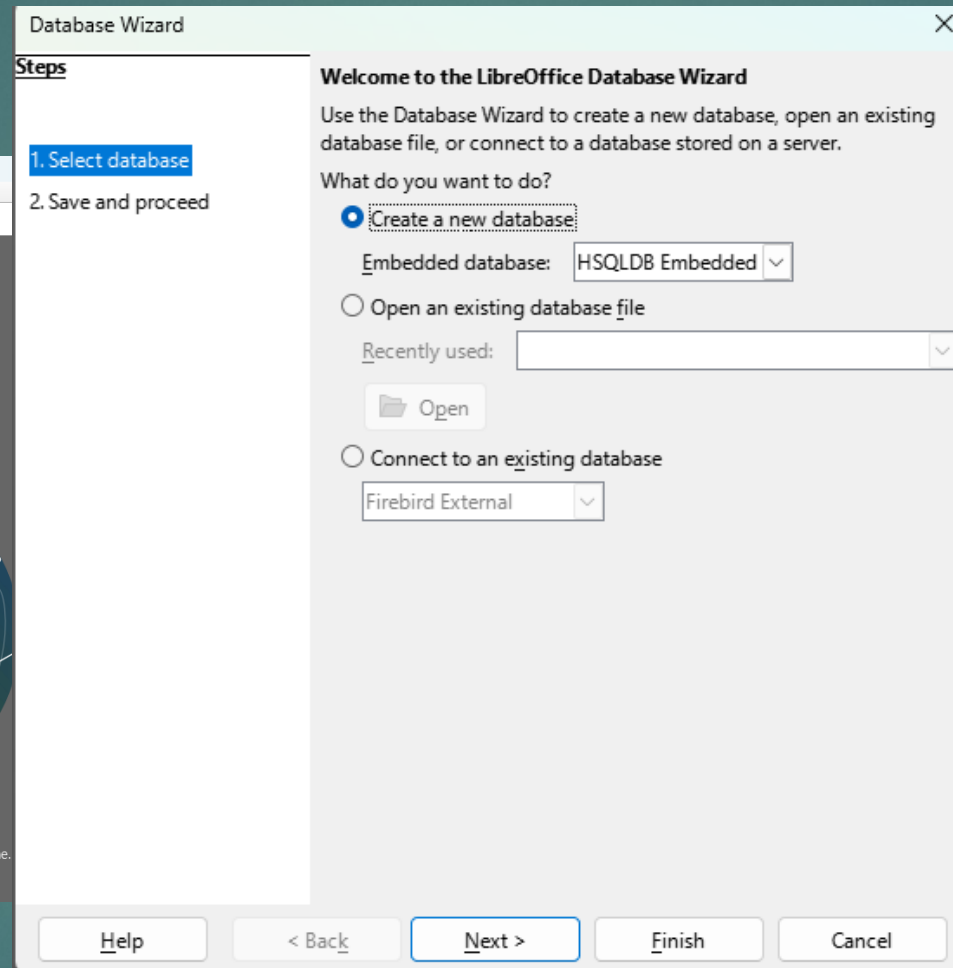 Database Wizard
Steps
1. Select database
2. Save and proceed
Welcome to the LibreOffice Database Wizard
Use the Database Wizard to create a new database, open an existing
database file, or connect to a database stored on a server.
What do you want to do?
Create a new database
Embedded database: HSQLDB Embedded
Open an existing database file
Recently used:
Open
Connect to an existing database
Firebird External
Help < Back Next > Finish Cancel